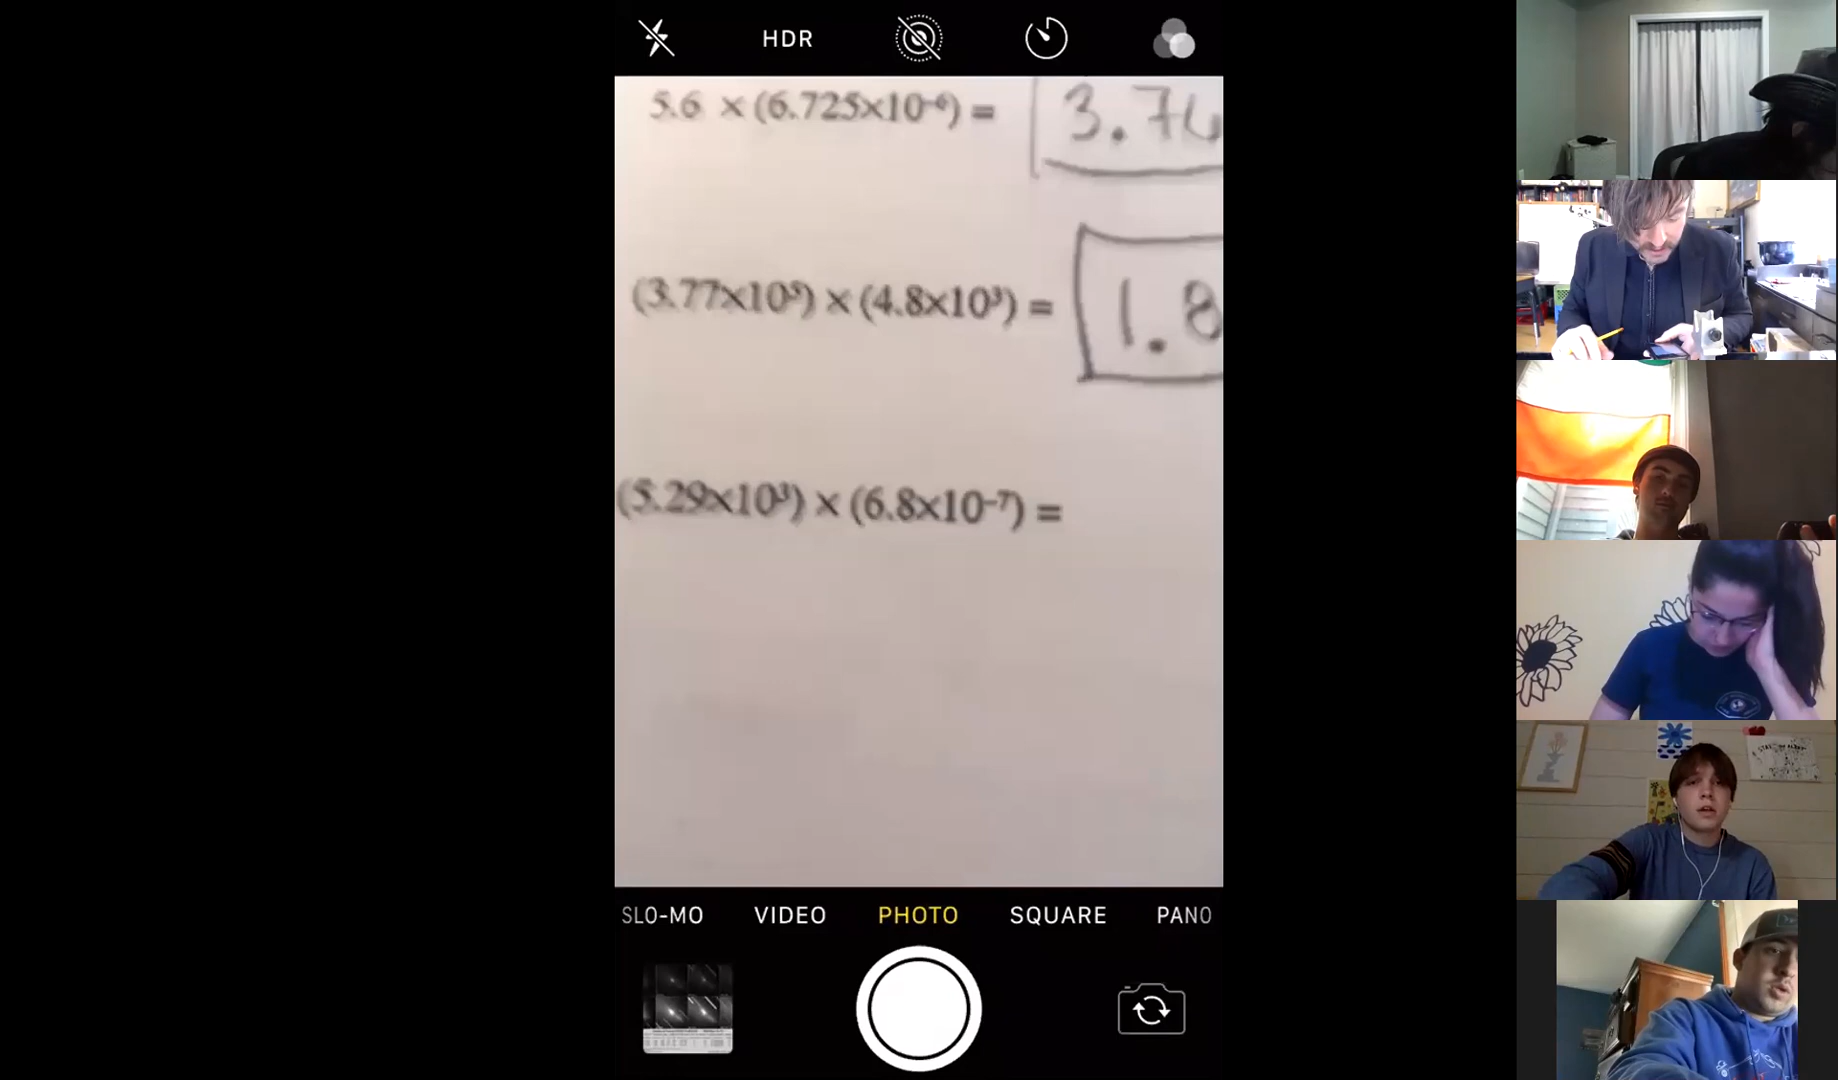 HDR
5.6 × (6.725×10⁻⁶) = 3.76
(3.77×10⁵) × (4.8×10³) = 1.8
(5.29×10³) × (6.8×10⁻⁷) =
SLO-MO VIDEO PHOTO SQUARE PANO